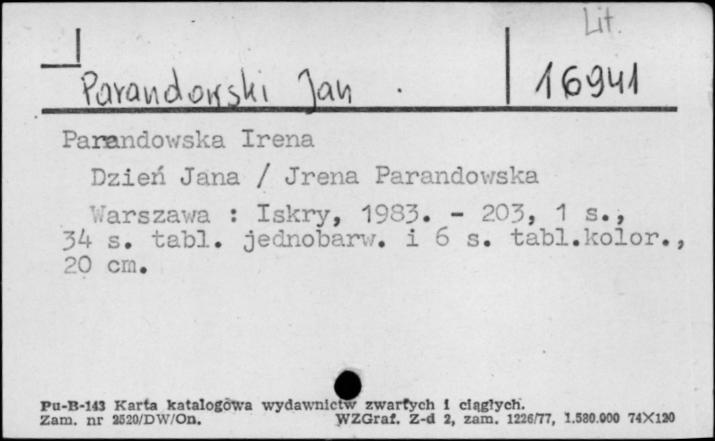 Lit.
Parandowski Jan . 16941
Parandowska Irena
Dzień Jana / Jrena Parandowska
Warszawa : Iskry, 1983. - 203, 1 s.,
34 s. tabl. jednobarw. i 6 s. tabl.kolor.,
20 cm.
Pu-B-143 Karta katalogowa wydawnictw zwartych i ciągłych.
Zam. nr 2520/DW/On. WZGraf. Z-d 2, zam. 1226/77, 1.580.000 74X120